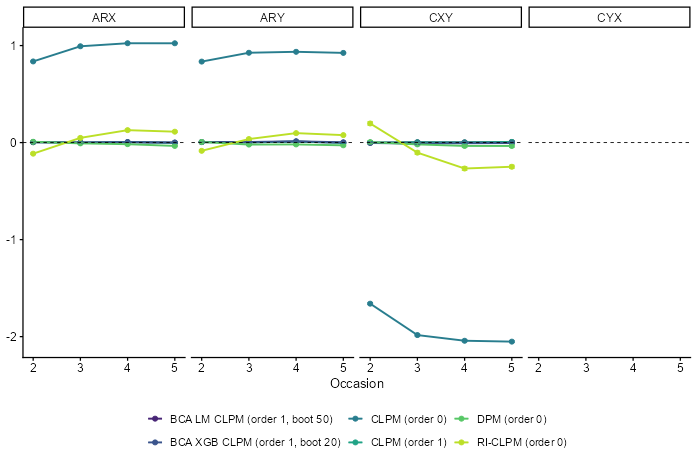 ARX ARY CXY CYX
1
0
-1
-2
2 3 4 5 2 3 4 5 2 3 4 5 2 3 4 5
Occasion
BCA LM CLPM (order 1, boot 50) CLPM (order 0) DPM (order 0)
BCA XGB CLPM (order 1, boot 20) CLPM (order 1) RI-CLPM (order 0)